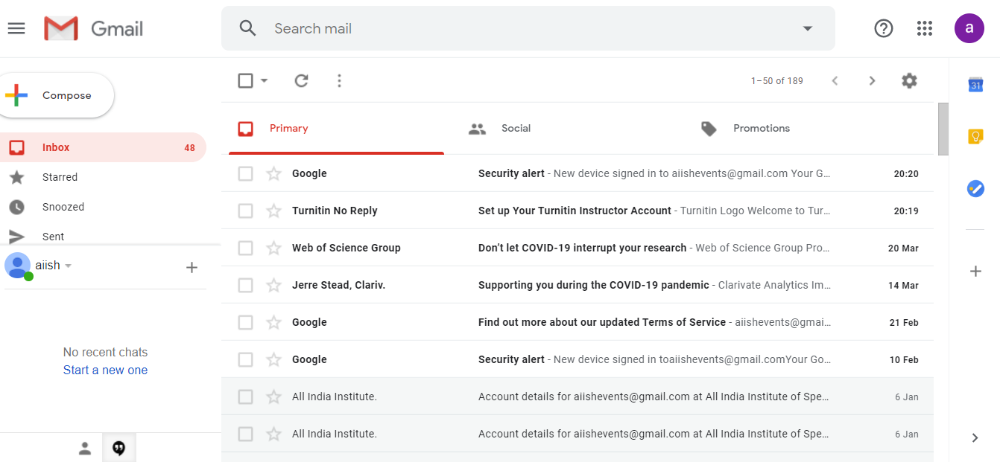 Gmail
Search mail
a
Compose
1–50 of 189
31
Primary
Social
Promotions
Inbox 48
Starred
Snoozed
Sent
aiish
No recent chats
Start a new one
Google Security alert - New device signed in to aiishevents@gmail.com Your G… 20:20
Turnitin No Reply Set up Your Turnitin Instructor Account - Turnitin Logo Welcome to Tur… 20:19
Web of Science Group Don't let COVID-19 interrupt your research - Web of Science Group Pro… 20 Mar
Jerre Stead, Clariv. Supporting you during the COVID-19 pandemic - Clarivate Analytics Im… 14 Mar
Google Find out more about our updated Terms of Service - aiishevents@gmai… 21 Feb
Google Security alert - New device signed in toaiishevents@gmail.comYour Go… 10 Feb
All India Institute. Account details for aiishevents@gmail.com at All India Institute of Spe… 6 Jan
All India Institute. Account details for aiishevents@gmail.com at All India Institute of Spe… 6 Jan